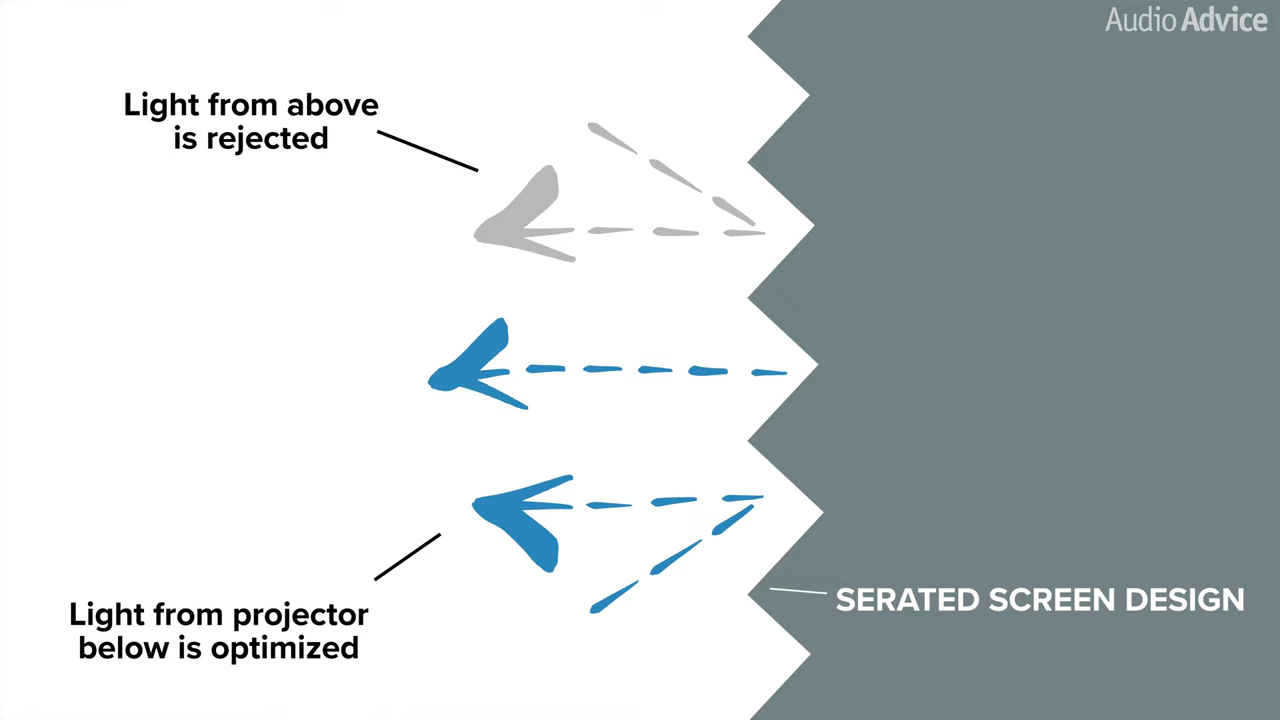 Audio Advice
Light from above
is rejected
SERATED SCREEN DESIGN
Light from projector
below is optimized